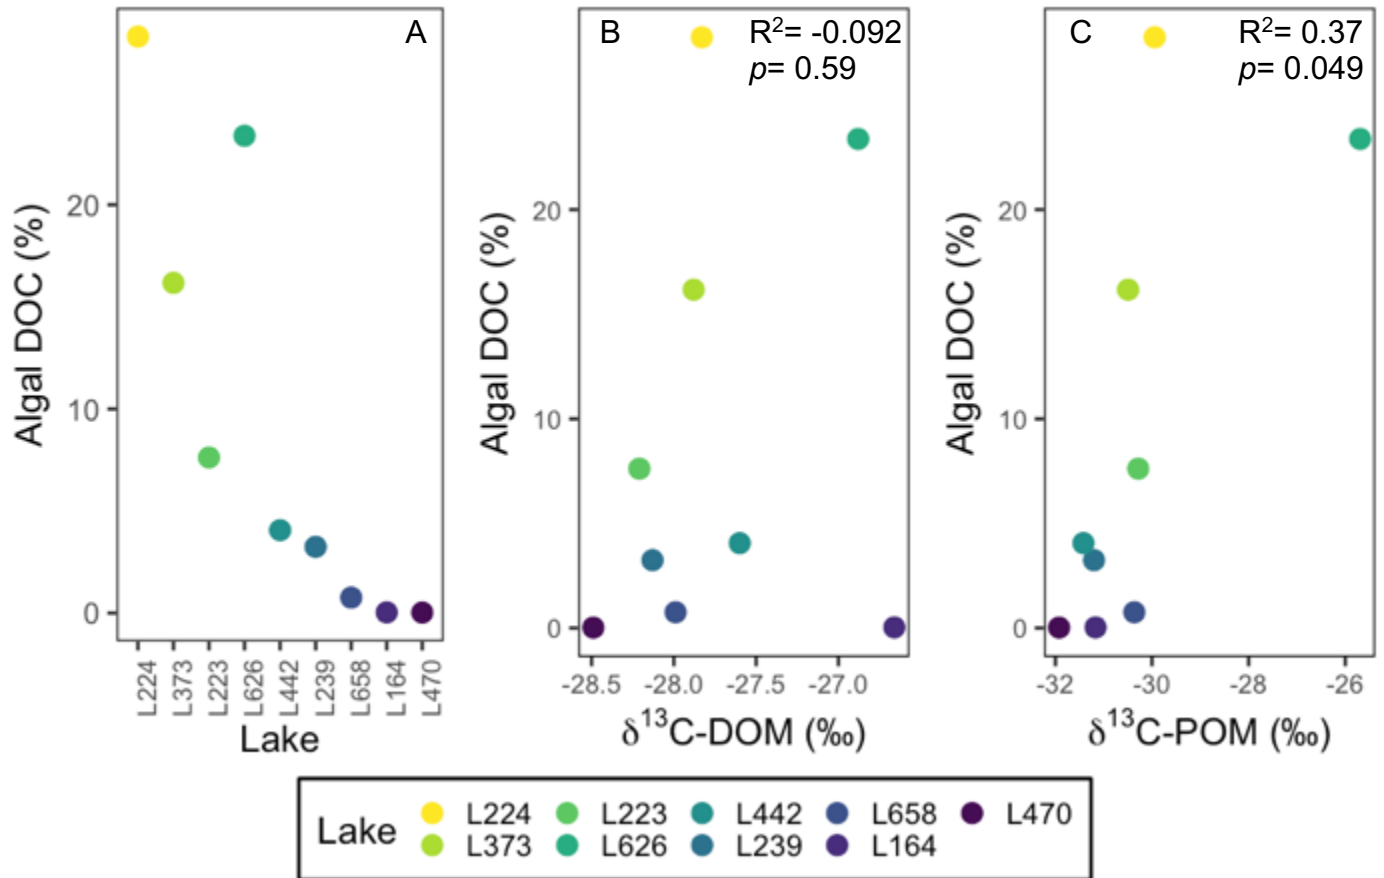 A
Algal DOC (%)
20
10
0
L224
L373
L223
L626
L442
L239
L658
L164
L470
Lake
B
R²= -0.092
p= 0.59
Algal DOC (%)
20
10
0
-28.5 -28.0 -27.5 -27.0
δ¹³C-DOM (‰)
C
R²= 0.37
p= 0.049
Algal DOC (%)
20
10
0
-32 -30 -28 -26
δ¹³C-POM (‰)
Lake
L224 L223 L442 L658 L470
L373 L626 L239 L164